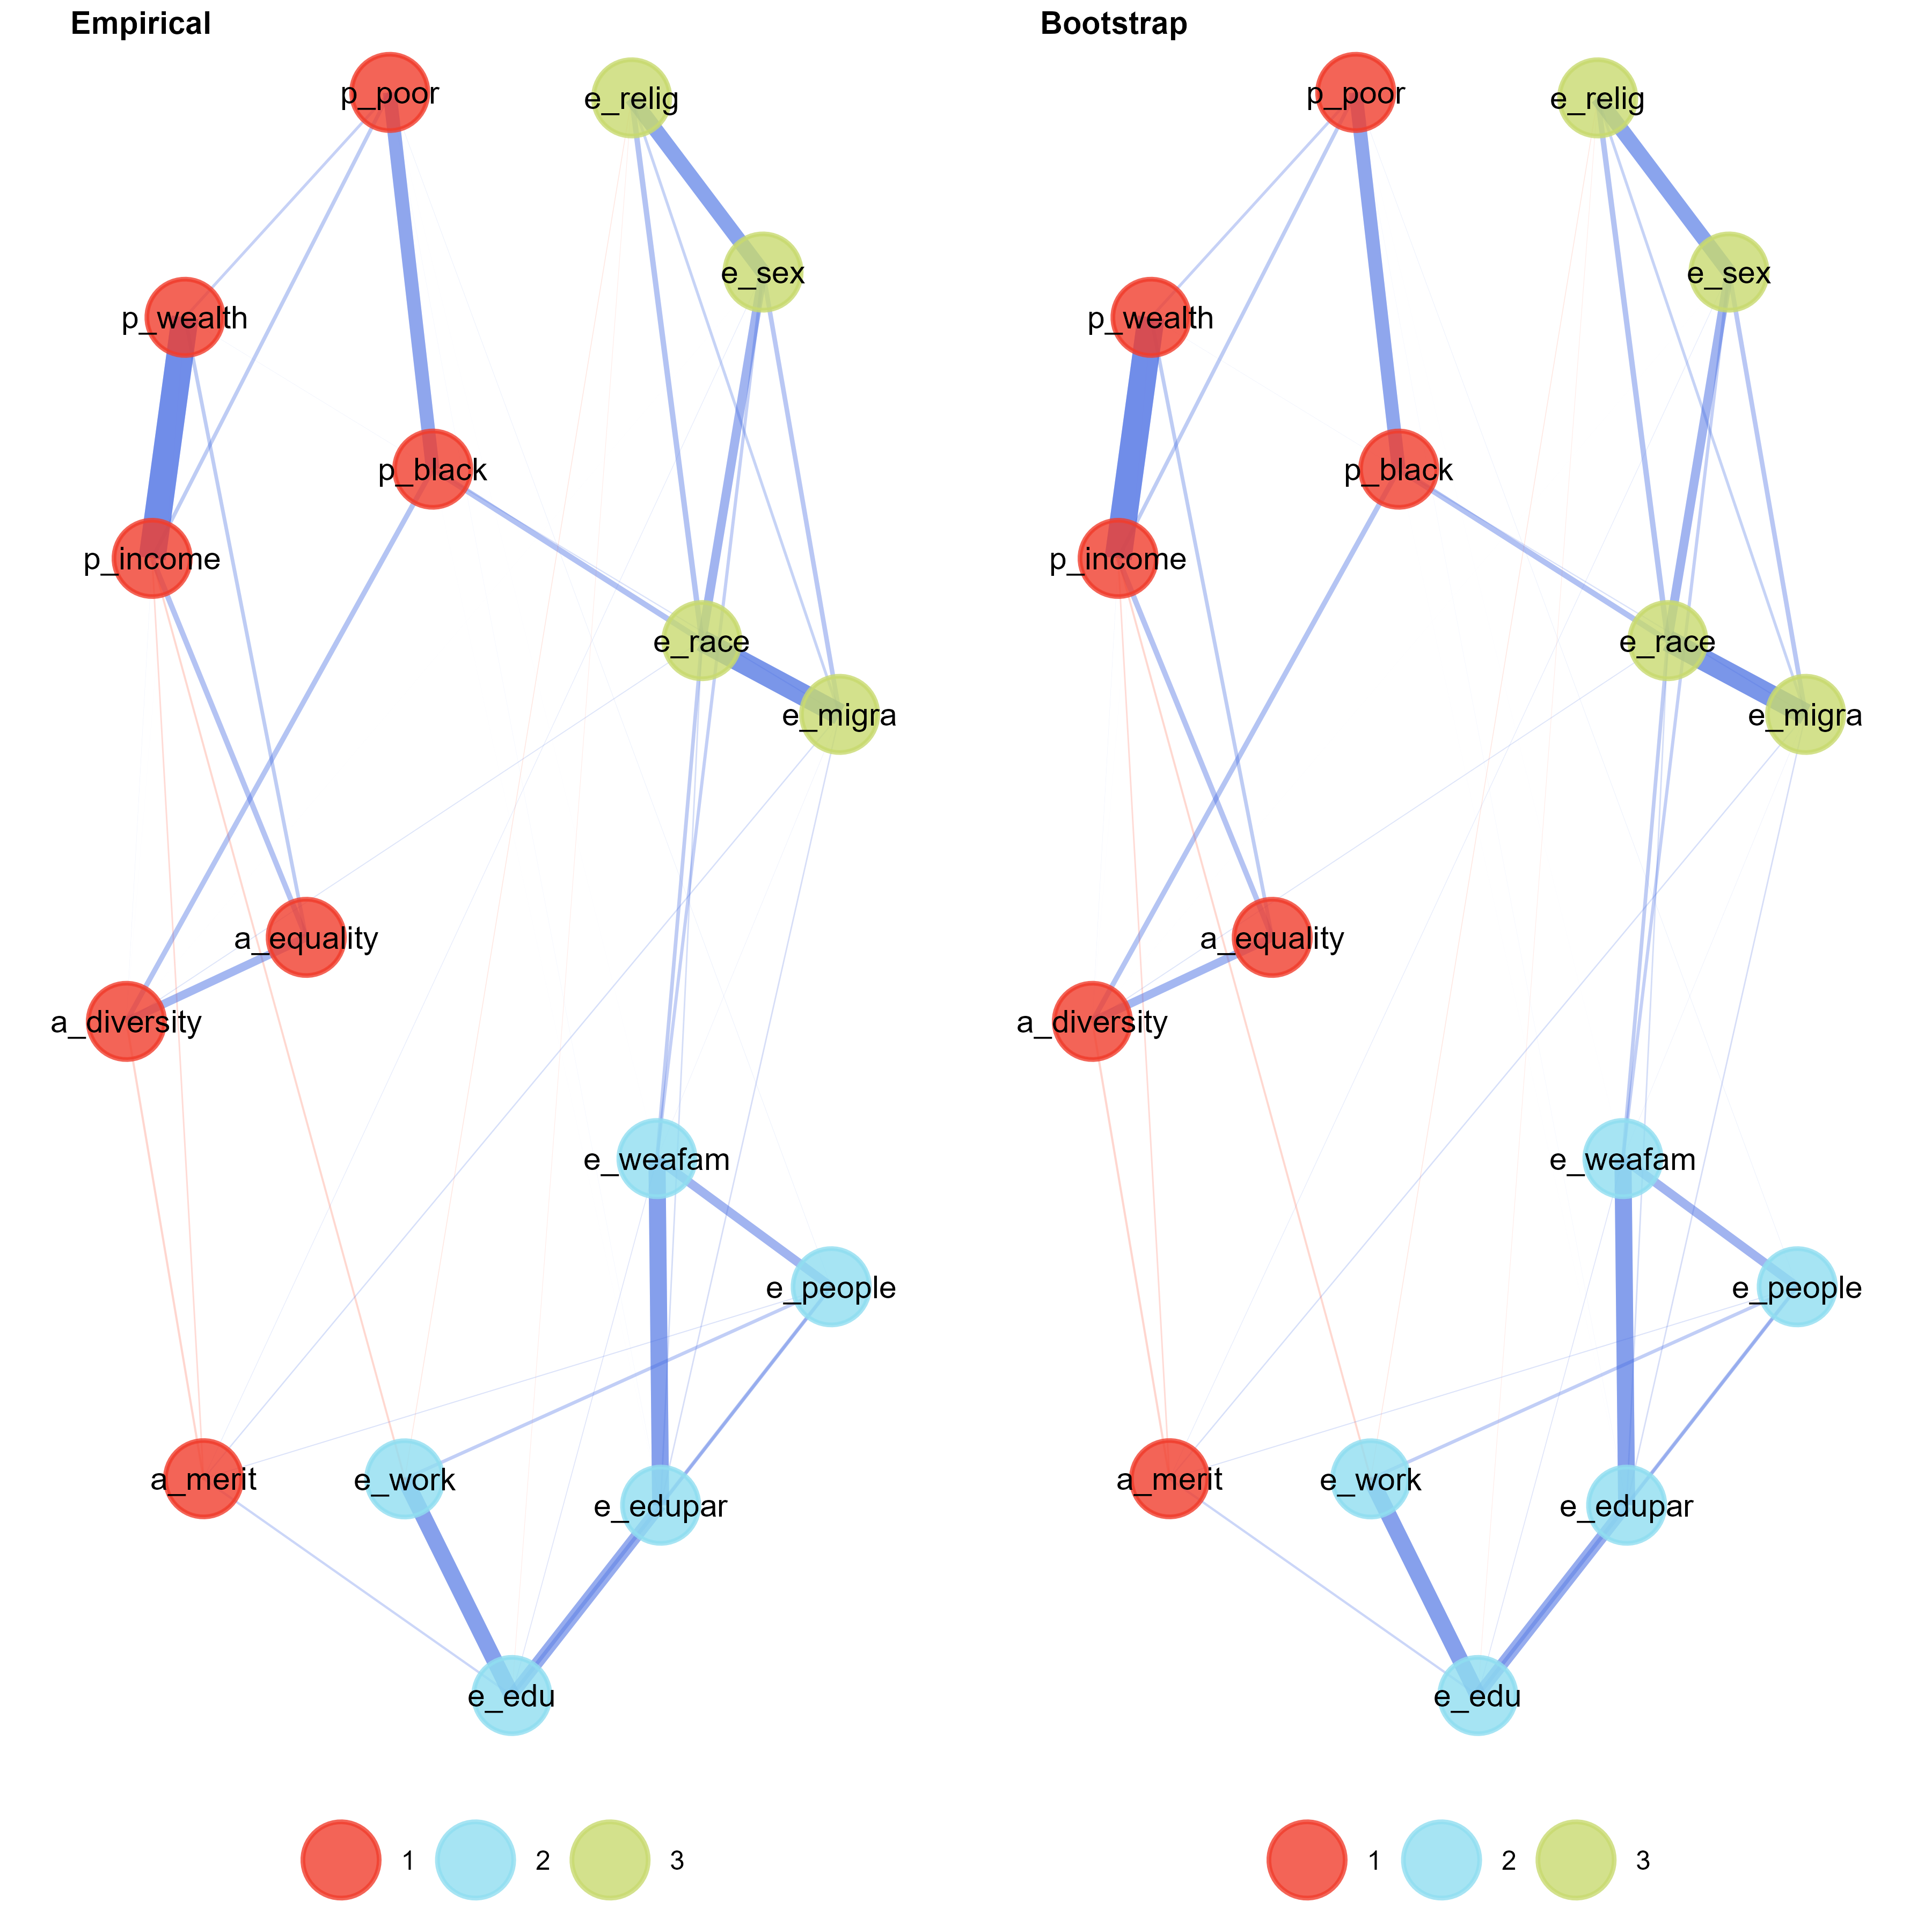 Empirical
p_poor
e_relig
e_sex
p_wealth
p_black
p_income
e_race
e_migra
a_equality
a_diversity
e_weafam
e_people
a_merit
e_work
e_edupar
e_edu
1
2
3
Bootstrap
p_poor
e_relig
e_sex
p_wealth
p_black
p_income
e_race
e_migra
a_equality
a_diversity
e_weafam
e_people
a_merit
e_work
e_edupar
e_edu
1
2
3